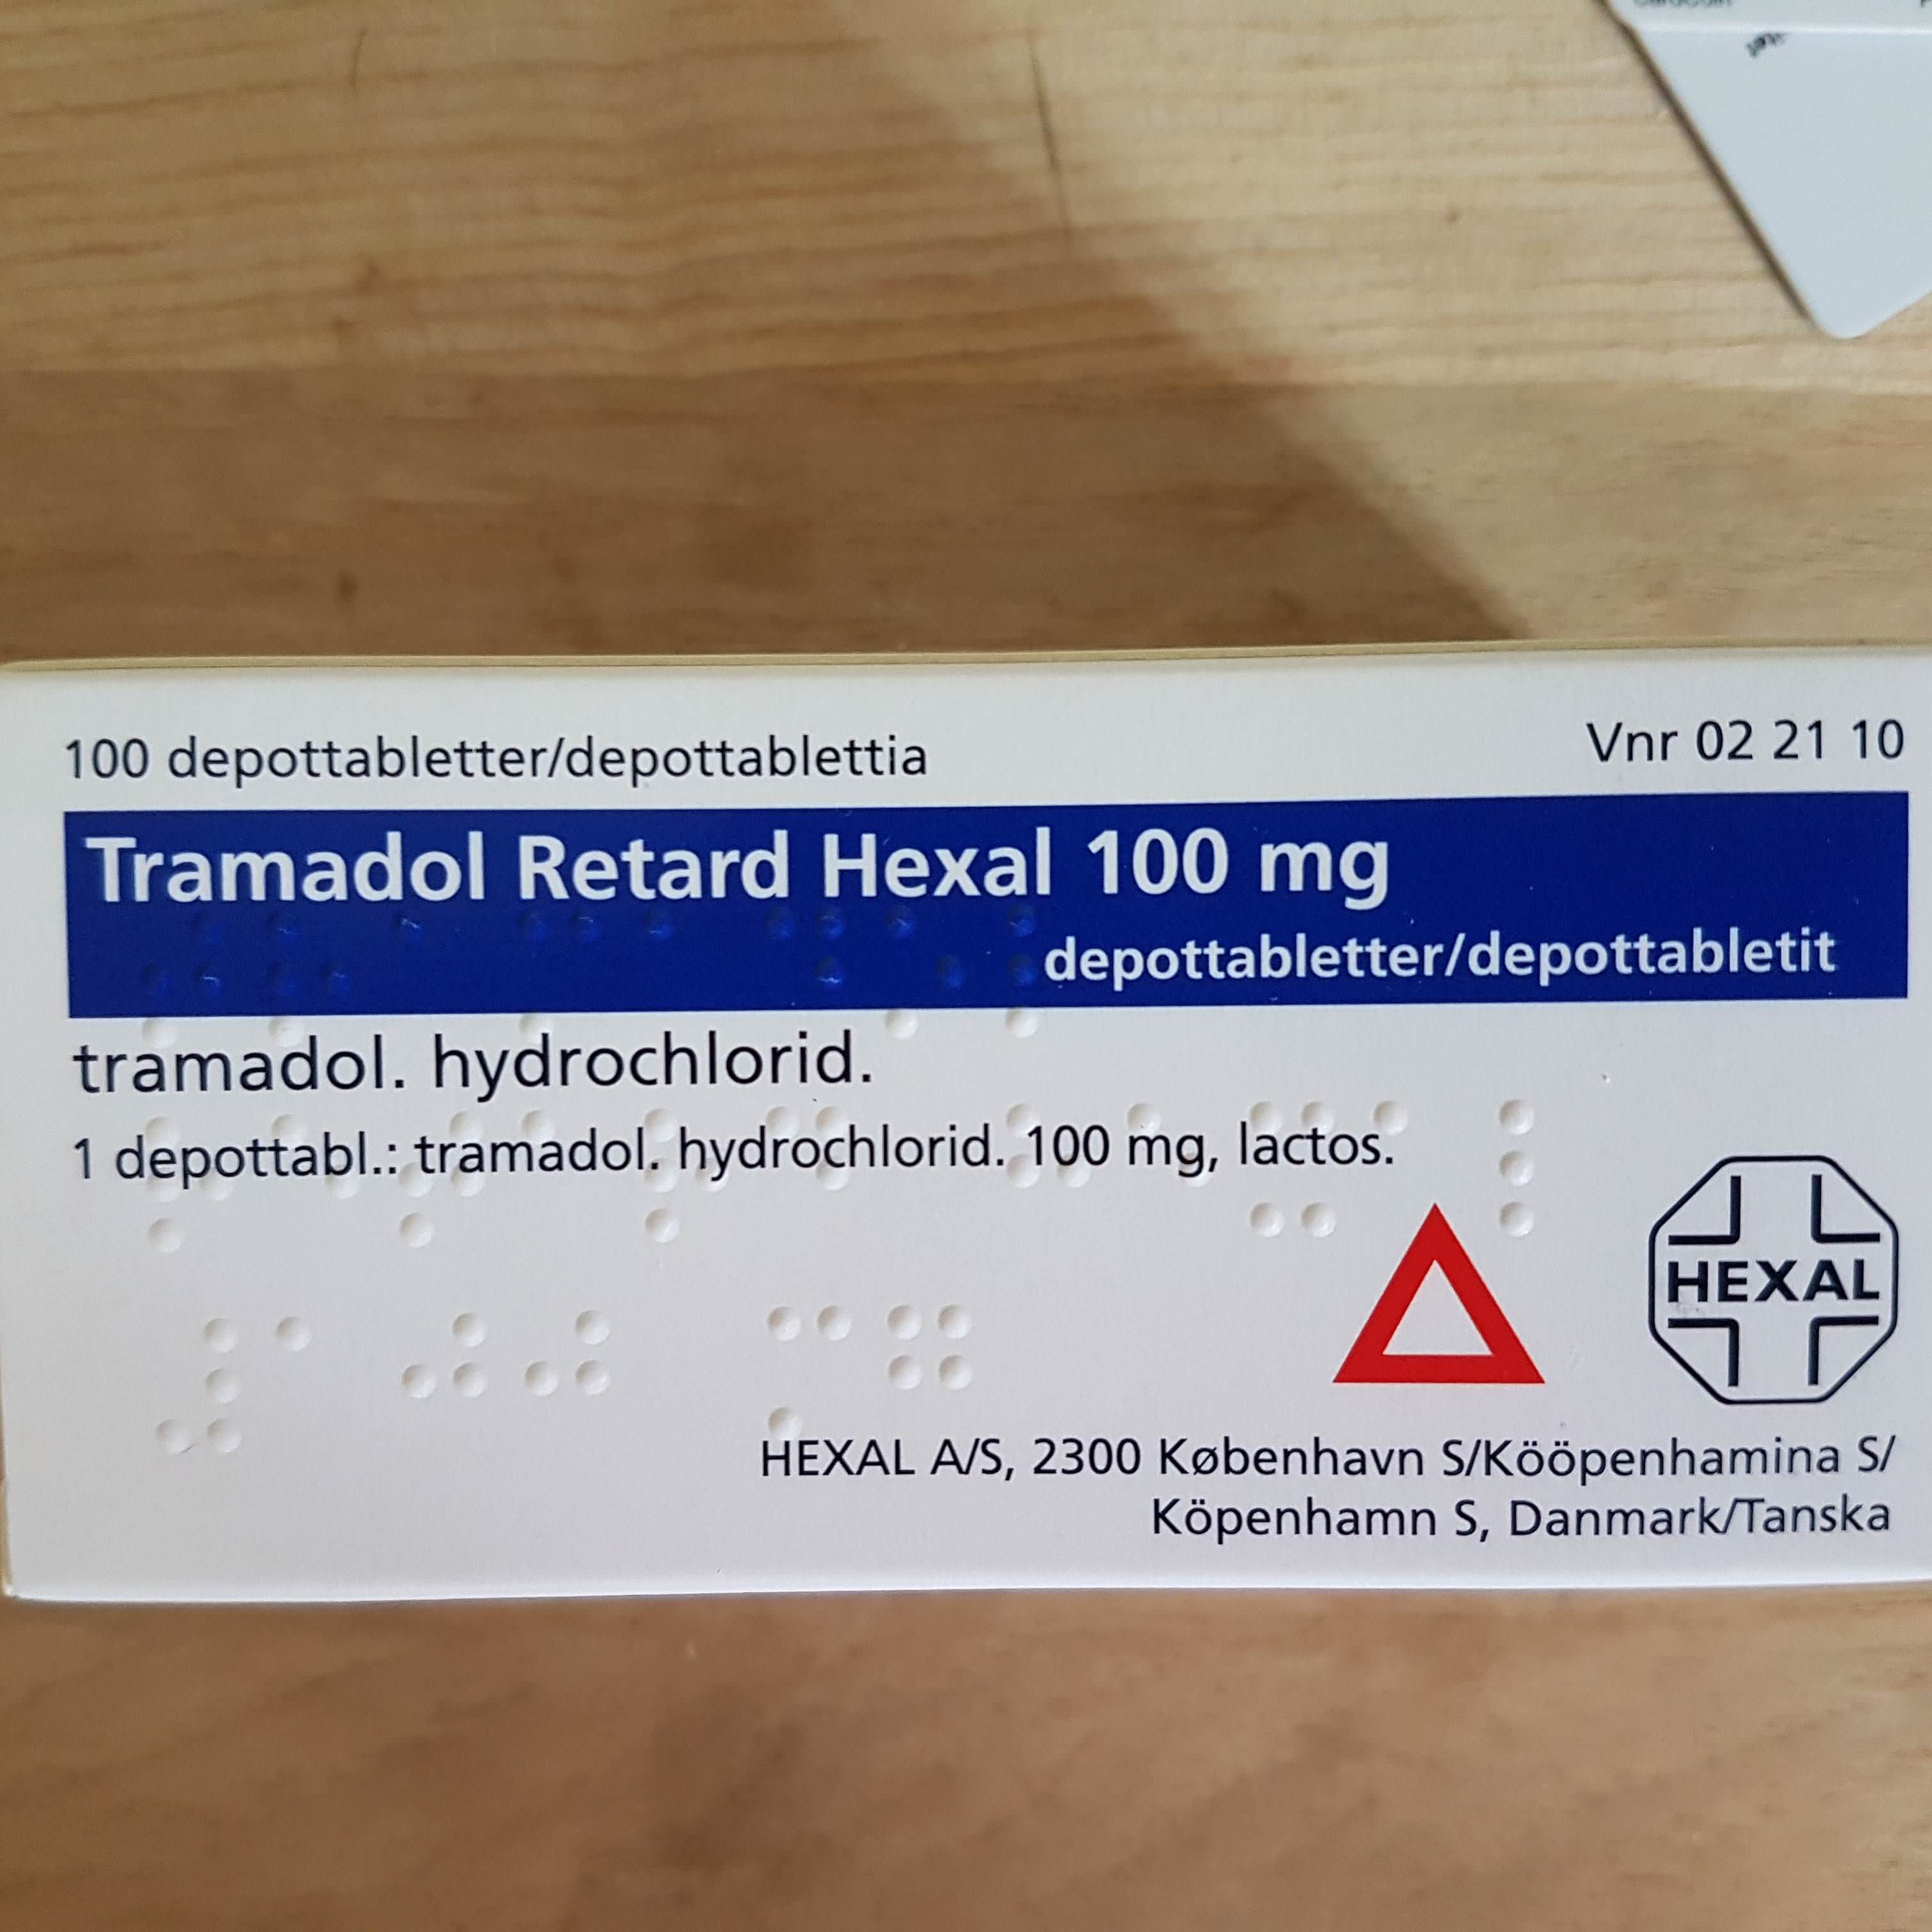 100 depottabletter/depottablettia
Vnr 02 21 10
Tramadol Retard Hexal 100 mg
depottabletter/depottabletit
tramadol. hydrochlorid.
1 depottabl.: tramadol. hydrochlorid. 100 mg, lactos.
HEXAL
HEXAL A/S, 2300 København S/Kööpenhamina S/
Köpenhamn S, Danmark/Tanska